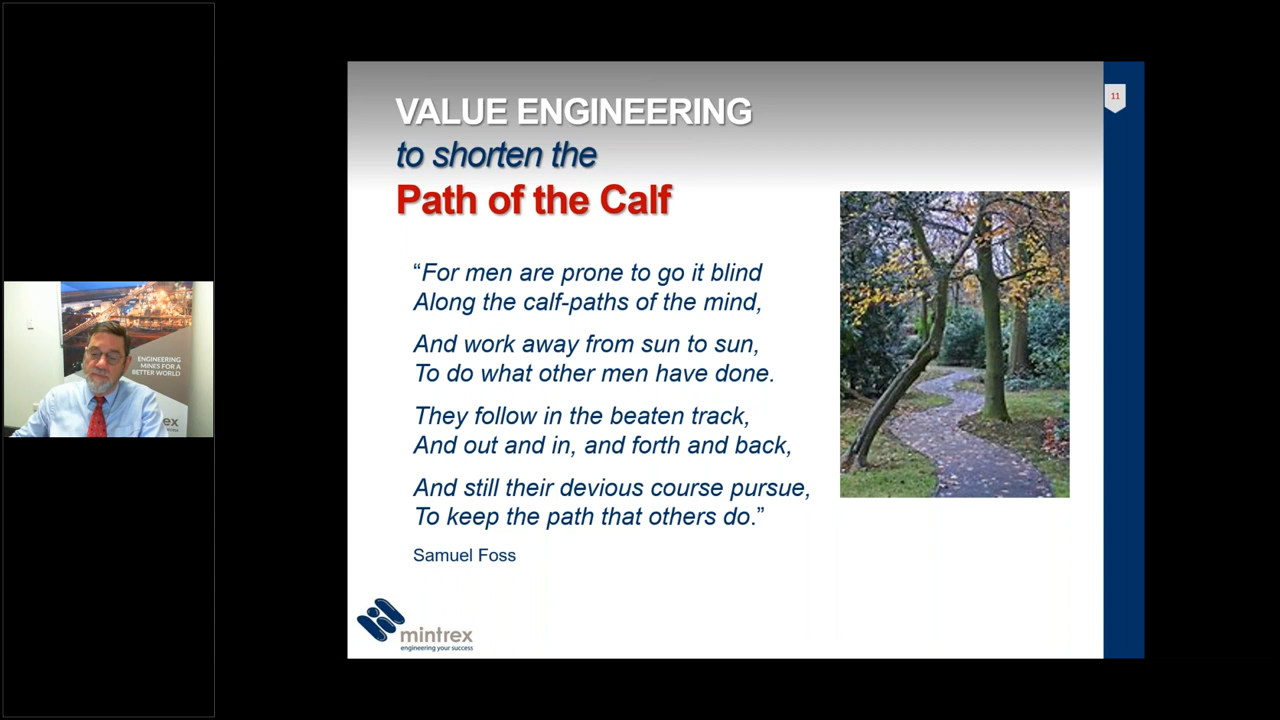 VALUE ENGINEERING
to shorten the
Path of the Calf
11
“For men are prone to go it blind
Along the calf-paths of the mind,
And work away from sun to sun,
To do what other men have done.
They follow in the beaten track,
And out and in, and forth and back,
And still their devious course pursue,
To keep the path that others do.”
Samuel Foss
mintrex
engineering your success
ENGINEERING
MINES FOR A
BETTER WORLD
ex